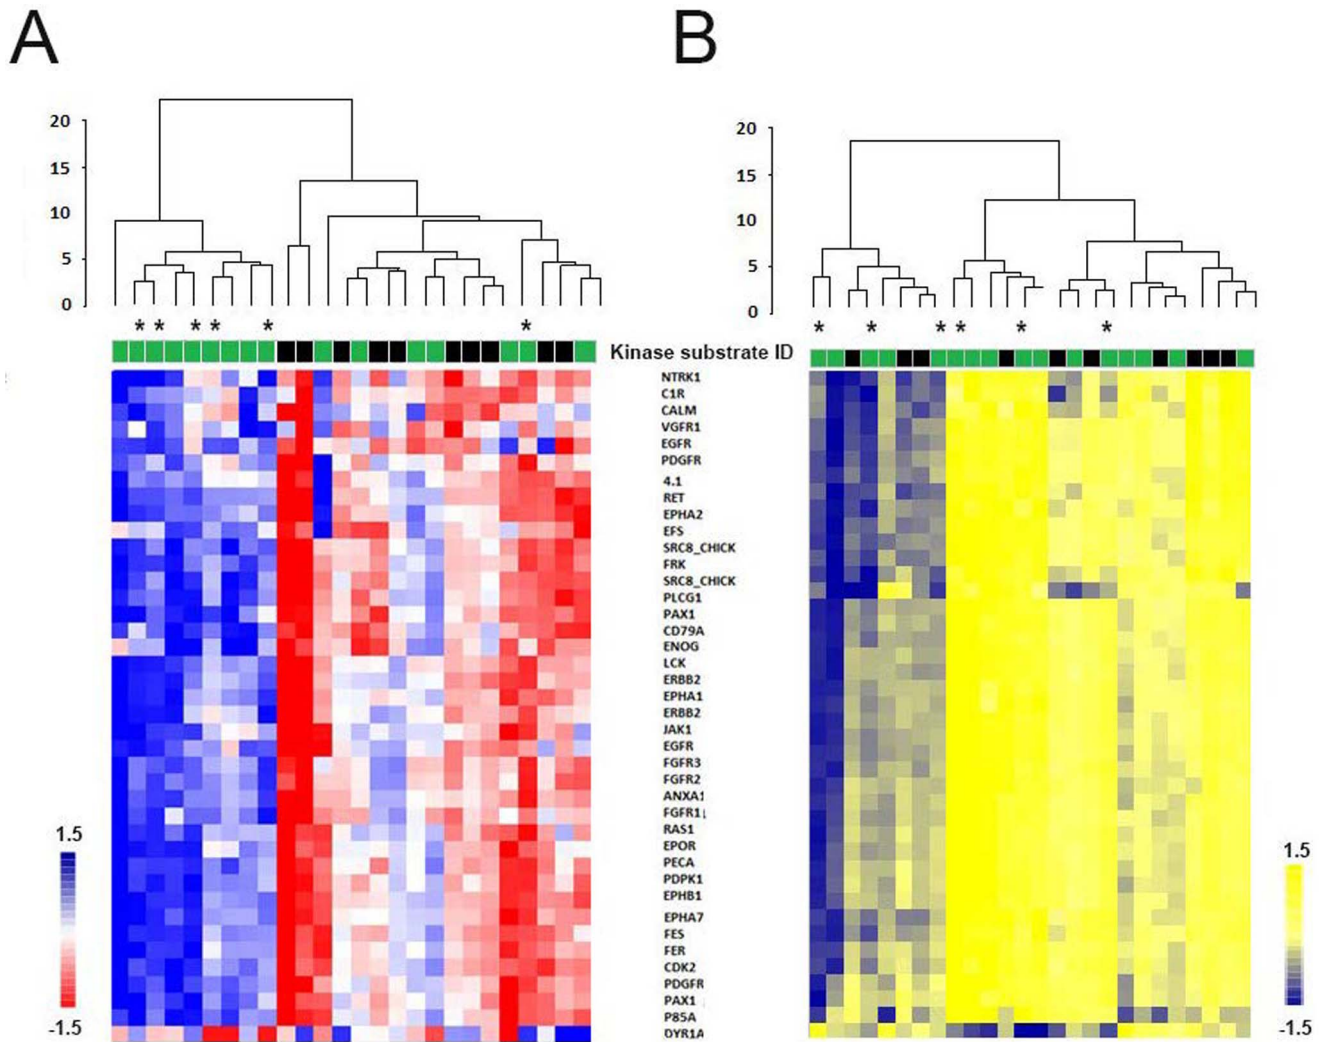 A
B
20
15
10
5
0
20
15
10
5
0
* * * * * *
* * * * * *
Kinase substrate ID
NTRK1
C1R
CALM
VGFR1
EGFR
PDGFR
4.1
RET
EPHA2
EFS
SRC8_CHICK
FRK
SRC8_CHICK
PLCG1
PAX1
CD79A
ENOG
LCK
ERBB2
EPHA1
ERBB2
JAK1
EGFR
FGFR3
FGFR2
ANXA1
FGFR1
RAS1
EPOR
PECA
PDPK1
EPHB1
EPHA7
FES
FER
CDK2
PDGFR
PAX1
P85A
DYR1A
1.5
-1.5
1.5
-1.5